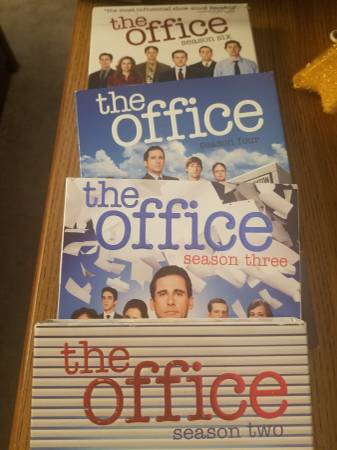 "the most influential show since Seinfeld"
the
office
season six
the
office
season four
the
office
season three
the
office
season two